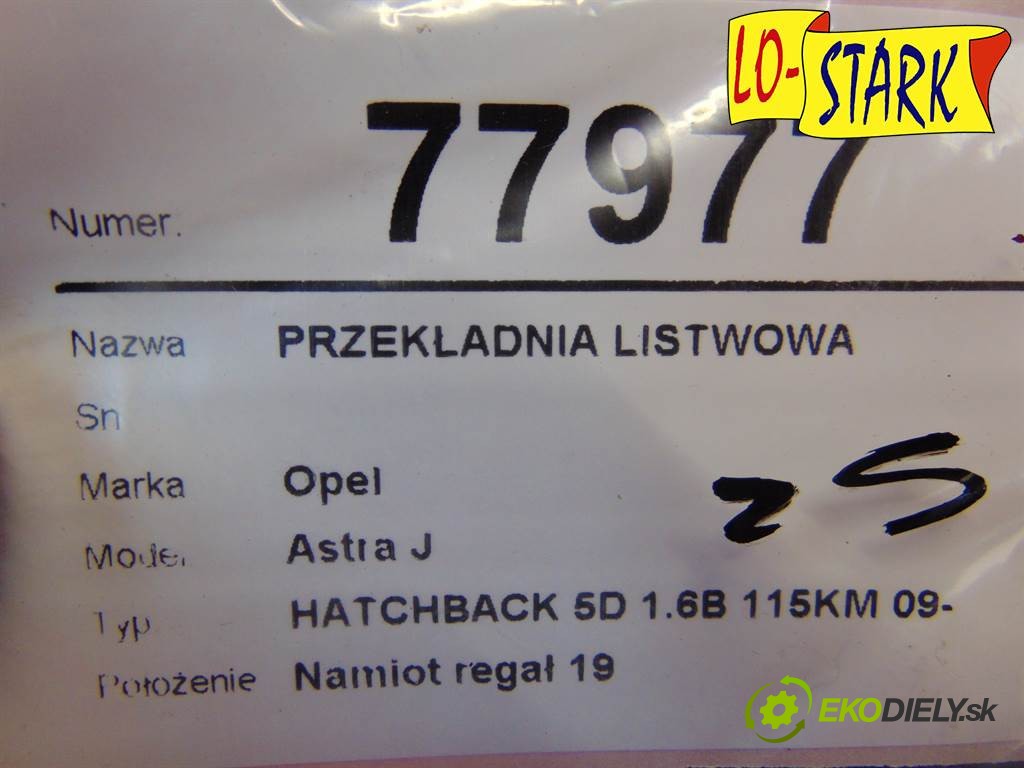 LO-STARK
Numer. 77977
Nazwa PRZEKŁADNIA LISTWOWA
Sn
Marka Opel
Model Astra J
Typ HATCHBACK 5D 1.6B 115KM 09-
Położenie Namiot regał 19
25
EKODIELY.sk